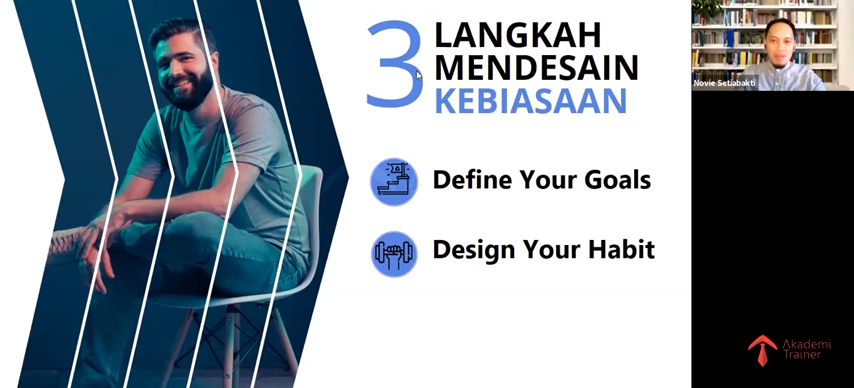 3
LANGKAH
MENDESAIN
KEBIASAAN
Define Your Goals
Design Your Habit
Novie Setiabakti
Akademi
Trainer